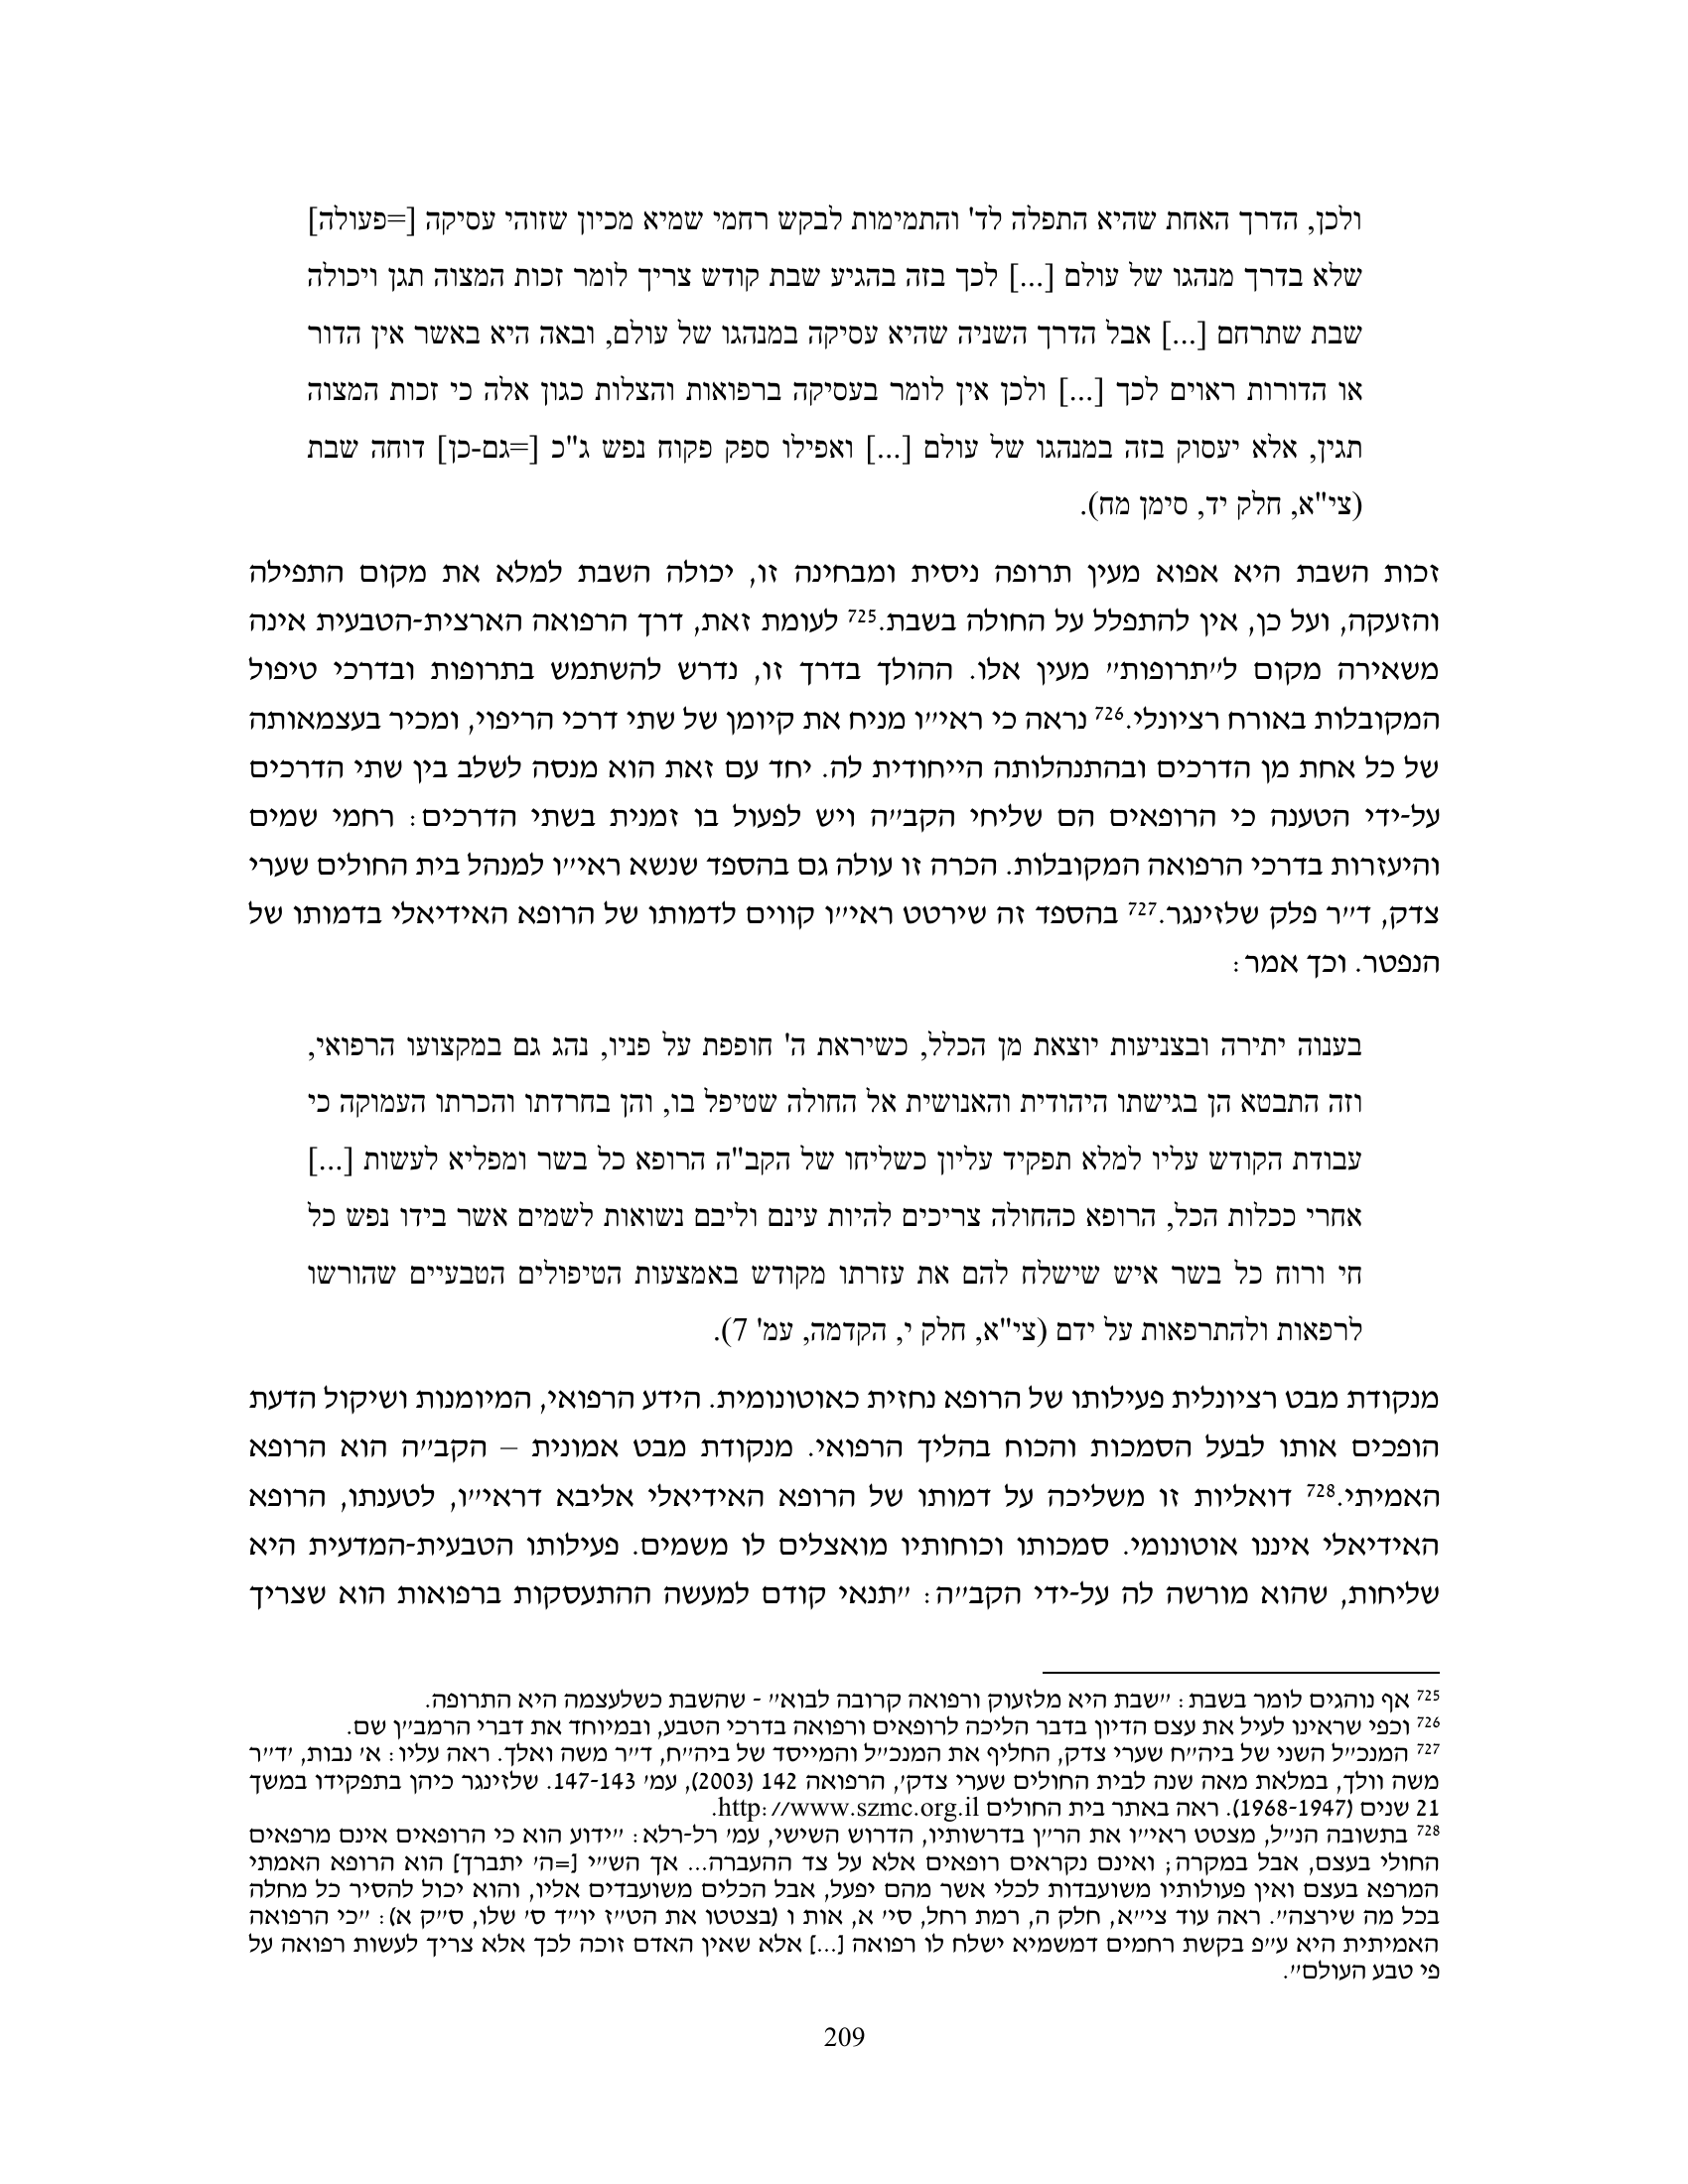 ולכן, הדרך האחת שהיא התפלה לד' והתמימות לבקש רחמי שמיא מכיון שזוהי עסיקה [=פעולה]
שלא בדרך מנהגו של עולם [...] לכך בזה בהגיע שבת קודש צריך לומר זכות המצוה תגן ויכולה
שבת שתרחם [...] אבל הדרך השניה שהיא עסיקה במנהגו של עולם, ובאה היא באשר אין הדור
או הדורות ראוים לכך [...] ולכן אין לומר בעסיקה ברפואות והצלות כגון אלה כי זכות המצוה
תגין, אלא יעסוק בזה במנהגו של עולם [...] ואפילו ספק פקוח נפש ג"כ [=גם-כן] דוחה שבת
(צי"א, חלק יד, סימן מח).
זכות השבת היא אפוא מעין תרופה ניסית ומבחינה זו, יכולה השבת למלא את מקום התפילה
והזעקה, ועל כן, אין להתפלל על החולה בשבת.725 לעומת זאת, דרך הרפואה הארצית-הטבעית אינה
משאירה מקום ל"תרופות" מעין אלו. ההולך בדרך זו, נדרש להשתמש בתרופות ובדרכי טיפול
המקובלות באורח רציונלי.726 נראה כי ראי"ו מניח את קיומן של שתי דרכי הריפוי, ומכיר בעצמאותה
של כל אחת מן הדרכים ובהתנהלותה הייחודית לה. יחד עם זאת הוא מנסה לשלב בין שתי הדרכים
על-ידי הטענה כי הרופאים הם שליחי הקב"ה ויש לפעול בו זמנית בשתי הדרכים: רחמי שמים
והיעזרות בדרכי הרפואה המקובלות. הכרה זו עולה גם בהספד שנשא ראי"ו למנהל בית החולים שערי
צדק, ד"ר פלק שלזינגר.727 בהספד זה שירטט ראי"ו קווים לדמותו של הרופא האידיאלי בדמותו של
הנפטר. וכך אמר:
בענוה יתירה ובצניעות יוצאת מן הכלל, כשיראת ה' חופפת על פניו, נהג גם במקצועו הרפואי,
וזה התבטא הן בגישתו היהודית והאנושית אל החולה שטיפל בו, והן בחרדתו והכרתו העמוקה כי
עבודת הקודש עליו למלא תפקיד עליון כשליחו של הקב"ה הרופא כל בשר ומפליא לעשות [...]
אחרי ככלות הכל, הרופא כהחולה צריכים להיות עינם וליבם נשואות לשמים אשר בידו נפש כל
חי ורוח כל בשר איש שישלח להם את עזרתו מקודש באמצעות הטיפולים הטבעיים שהורשו
לרפאות ולהתרפאות על ידם (צי"א, חלק י, הקדמה, עמ' 7).
מנקודת מבט רציונלית פעילותו של הרופא נחזית כאוטונומית. הידע הרפואי, המיומנות ושיקול הדעת
הופכים אותו לבעל הסמכות והכוח בהליך הרפואי. מנקודת מבט אמונית – הקב"ה הוא הרופא
האמיתי.728 דואליות זו משליכה על דמותו של הרופא האידיאלי אליבא דראי"ו, לטענתו, הרופא
האידיאלי איננו אוטונומי. סמכותו וכוחותיו מואצלים לו משמים. פעילותו הטבעית-המדעית היא
שליחות, שהוא מורשה לה על-ידי הקב"ה: "תנאי קודם למעשה ההתעסקות ברפואות הוא שצריך
725 אף נוהגים לומר בשבת: "שבת היא מלזעוק ורפואה קרובה לבוא" - שהשבת כשלעצמה היא התרופה.
726 וכפי שראינו לעיל את עצם הדיון בדבר הליכה לרופאים ורפואה בדרכי הטבע, ובמיוחד את דברי הרמב"ן שם.
727 המנכ"ל השני של ביה"ח שערי צדק, החליף את המנכ"ל והמייסד של ביה"ח, ד"ר משה ואלך. ראה עליו: א' נבות, 'ד"ר
משה וולך, במלאת מאה שנה לבית החולים שערי צדק', הרפואה 142 (2003), עמ' 147-143. שלזינגר כיהן בתפקידו במשך
21 שנים (1968-1947). ראה באתר בית החולים http://www.szmc.org.il.
728 בתשובה הנ"ל, מצטט ראי"ו את הר"ן בדרשותיו, הדרוש השישי, עמ' רל-רלא: "ידוע הוא כי הרופאים אינם מרפאים
החולי בעצם, אבל במקרה; ואינם נקראים רופאים אלא על צד ההעברה... אך הש"י [=ה' יתברך] הוא הרופא האמתי
המרפא בעצם ואין פעולותיו משועבדות לכלי אשר מהם יפעל, אבל הכלים משועבדים אליו, והוא יכול להסיר כל מחלה
בכל מה שירצה". ראה עוד צי"א, חלק ה, רמת רחל, סי' א, אות ו (בצטטו את הט"ז יו"ד ס' שלו, ס"ק א): "כי הרפואה
האמיתית היא ע"פ בקשת רחמים דמשמיא ישלח לו רפואה [...] אלא שאין האדם זוכה לכך אלא צריך לעשות רפואה על
פי טבע העולם".
209